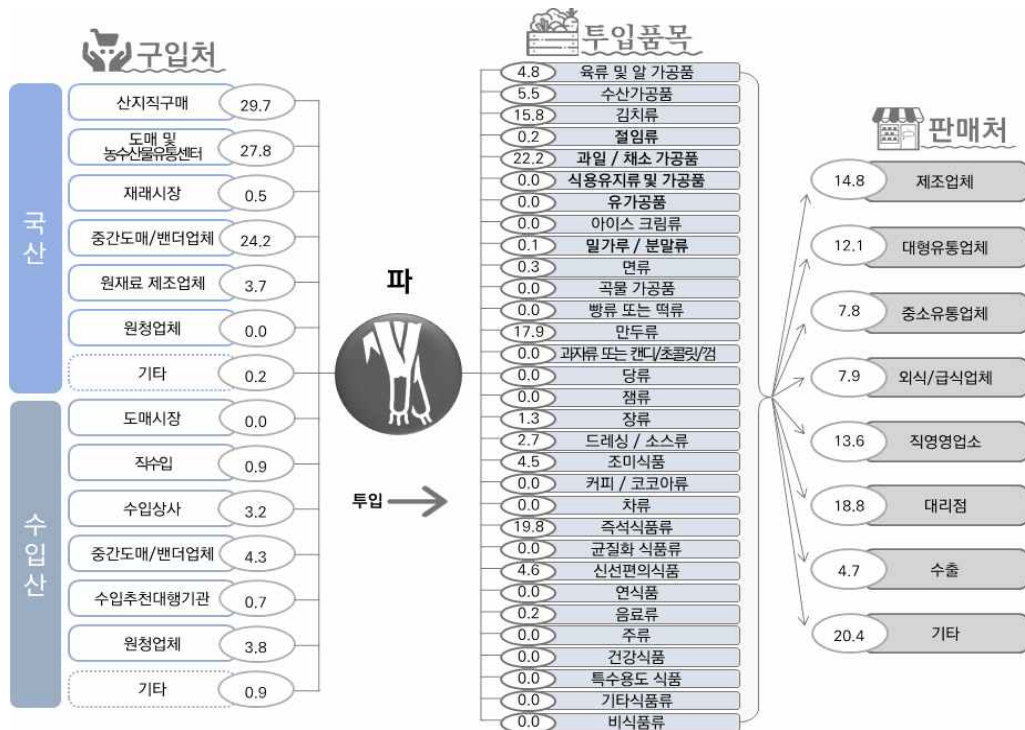 구입처
국산
산지직구매 29.7
도매 및
농수산물유통센터 27.8
재래시장 0.5
중간도매/밴더업체 24.2
원재료 제조업체 3.7
원청업체 0.0
기타 0.2
수입산
도매시장 0.0
직수입 0.9
수입상사 3.2
중간도매/밴더업체 4.3
수입추천대행기관 0.7
원청업체 3.8
기타 0.9
파
투입
투입품목
4.8 육류 및 알 가공품
5.5 수산가공품
15.8 김치류
0.2 절임류
22.2 과일 / 채소 가공품
0.0 식용유지류 및 가공품
0.0 유가공품
0.0 아이스 크림류
0.1 밀가루 / 분말류
0.3 면류
0.0 곡물 가공품
0.0 빵류 또는 떡류
17.9 만두류
0.0 과자류 또는 캔디/초콜릿/껌
0.0 당류
0.0 잼류
1.3 장류
2.7 드레싱 / 소스류
4.5 조미식품
0.0 커피 / 코코아류
0.0 차류
19.8 즉석식품류
0.0 균질화 식품류
4.6 신선편의식품
0.0 연식품
0.2 음료류
0.0 주류
0.0 건강식품
0.0 특수용도 식품
0.0 기타식품류
0.0 비식품류
판매처
14.8 제조업체
12.1 대형유통업체
7.8 중소유통업체
7.9 외식/급식업체
13.6 직영영업소
18.8 대리점
4.7 수출
20.4 기타